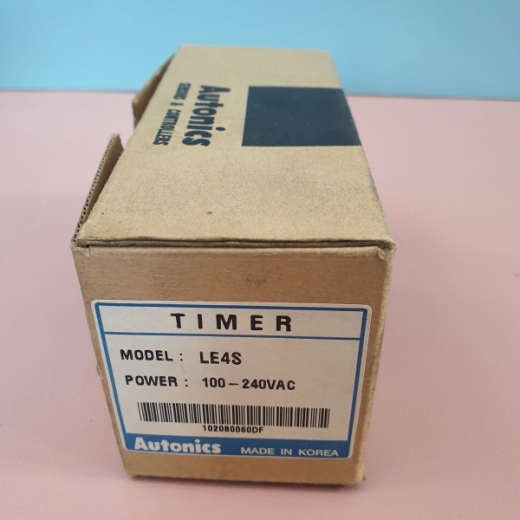 Autonics
SENSORS & CONTROLLERS
TIMER
MODEL : LE4S
POWER : 100-240VAC
102080060DF
Autonics MADE IN KOREA